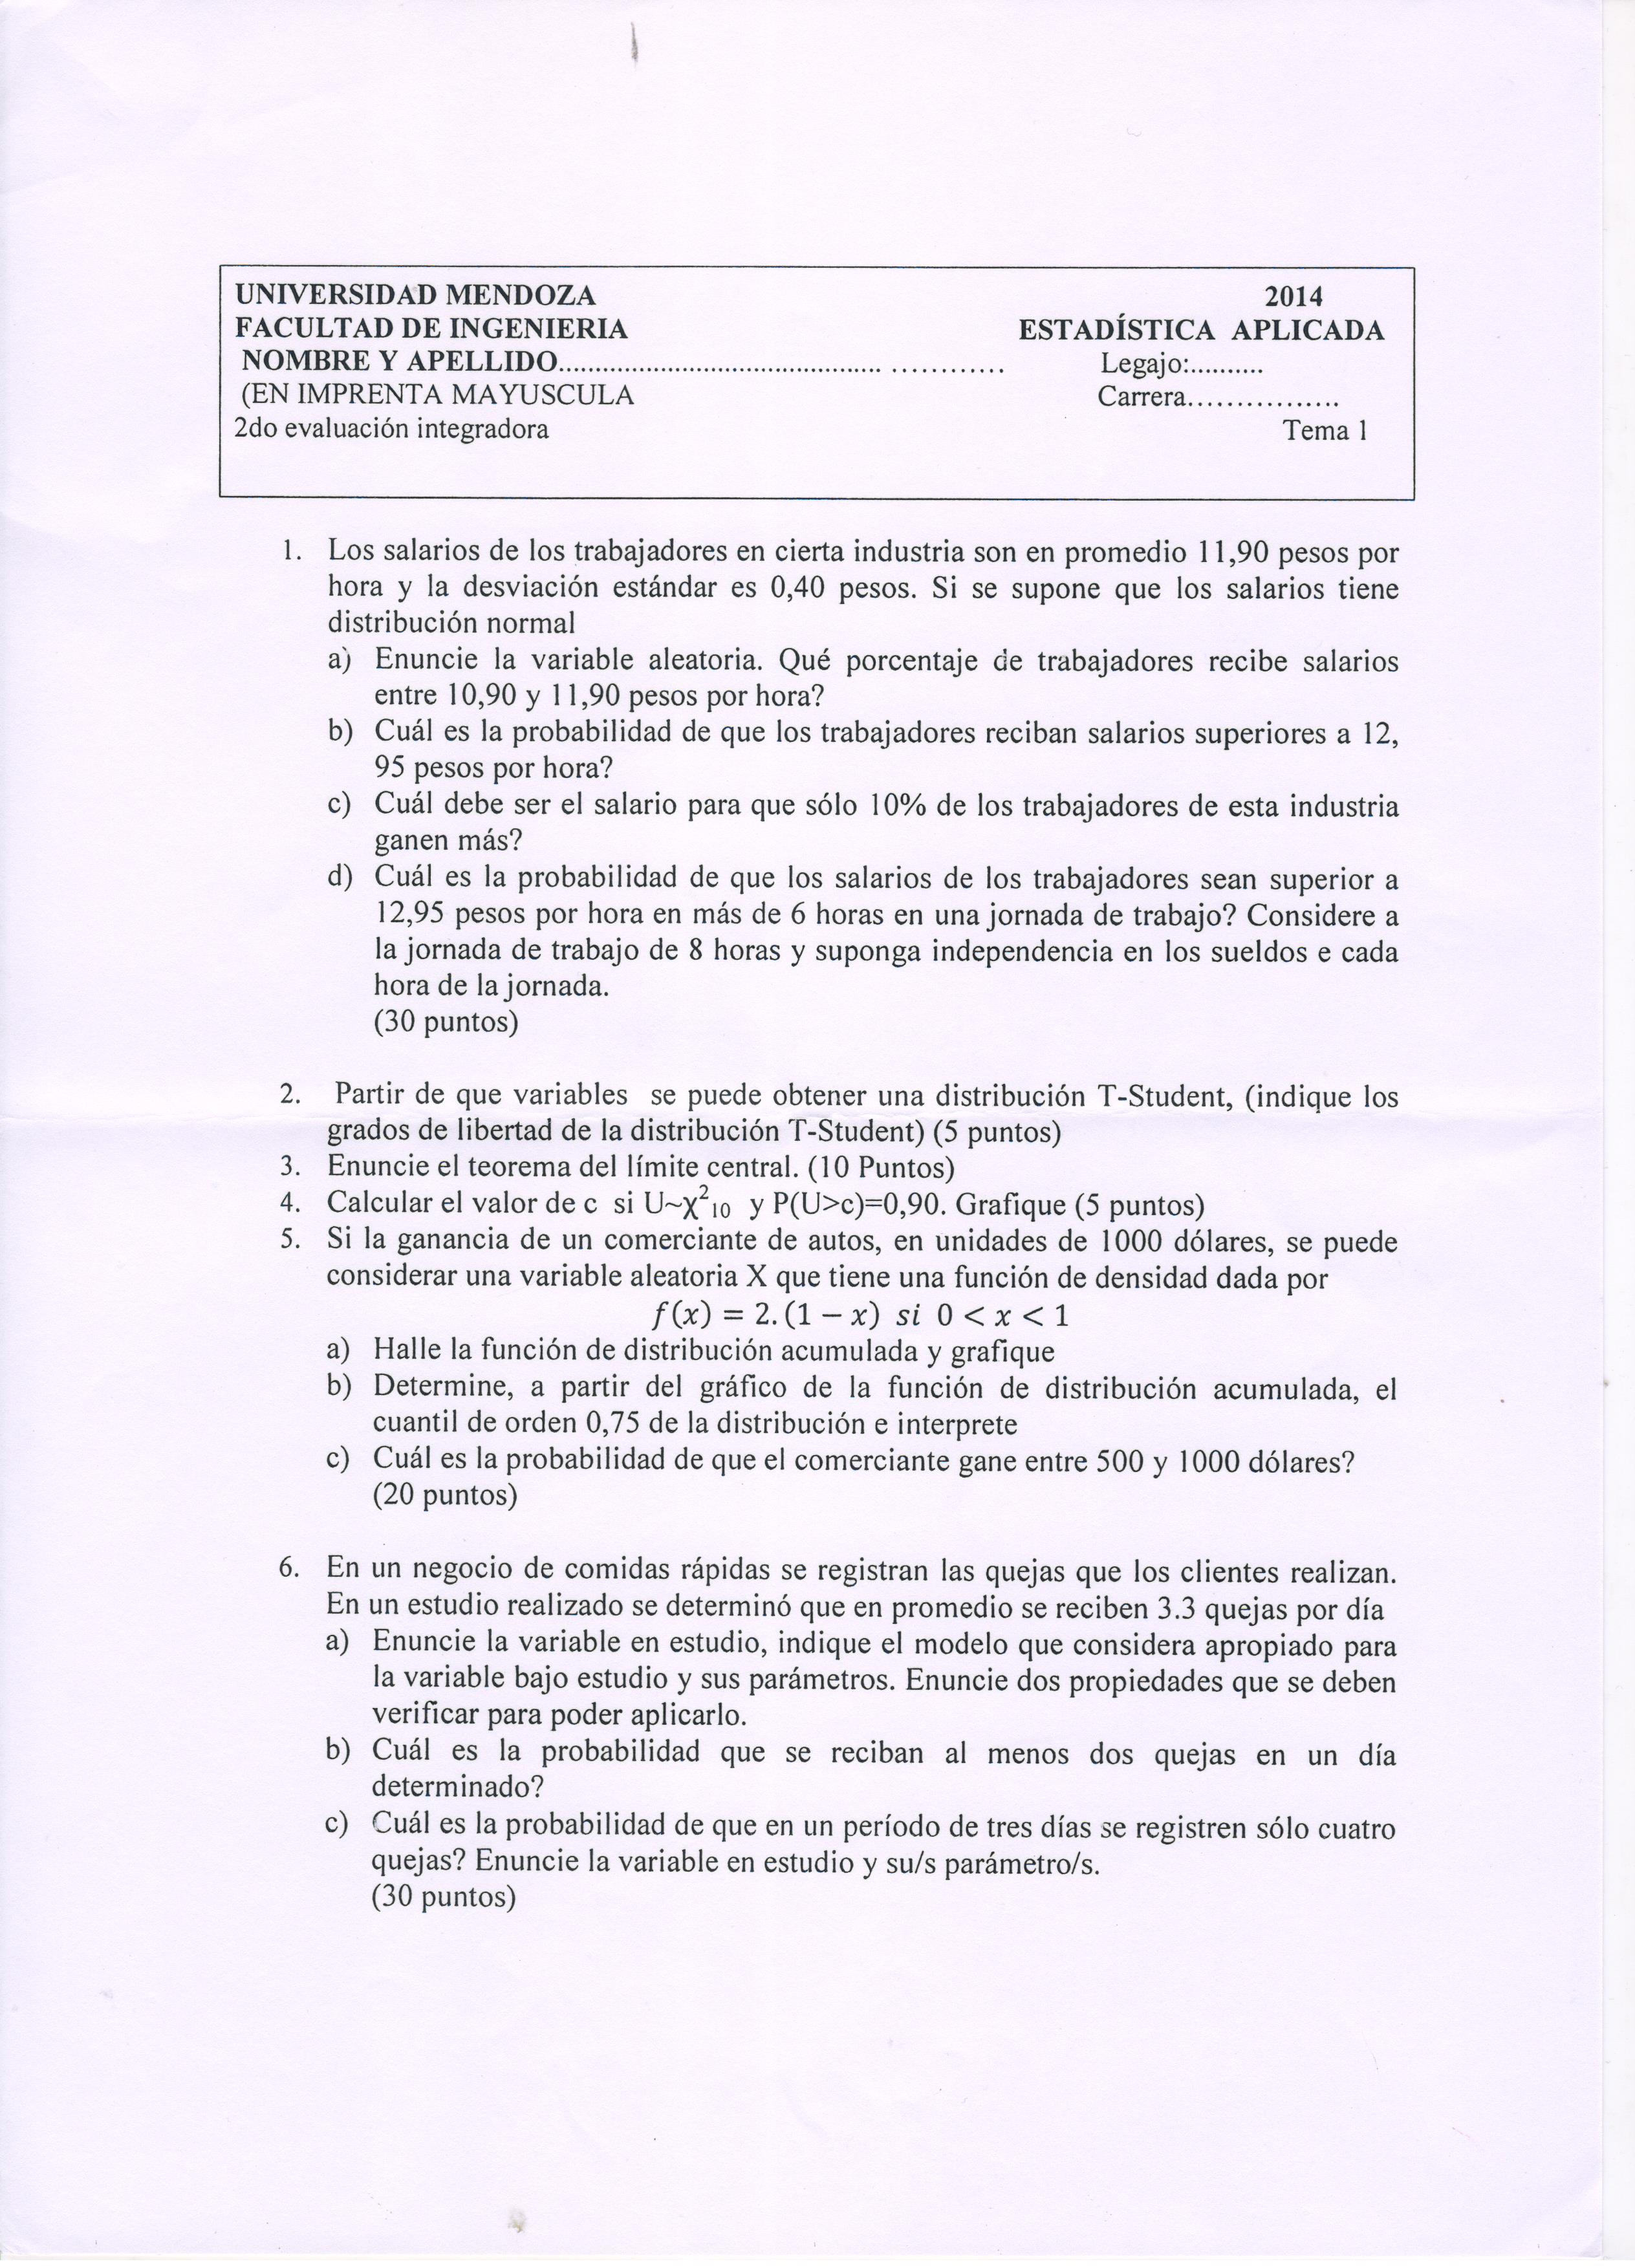 UNIVERSIDAD MENDOZA 2014
FACULTAD DE INGENIERIA ESTADÍSTICA APLICADA
NOMBRE Y APELLIDO............................................. ............ Legajo:..........
(EN IMPRENTA MAYUSCULA Carrera................
2do evaluación integradora Tema 1
1. Los salarios de los trabajadores en cierta industria son en promedio 11,90 pesos por
hora y la desviación estándar es 0,40 pesos. Si se supone que los salarios tiene
distribución normal
a) Enuncie la variable aleatoria. Qué porcentaje de trabajadores recibe salarios
entre 10,90 y 11,90 pesos por hora?
b) Cuál es la probabilidad de que los trabajadores reciban salarios superiores a 12,
95 pesos por hora?
c) Cuál debe ser el salario para que sólo 10% de los trabajadores de esta industria
ganen más?
d) Cuál es la probabilidad de que los salarios de los trabajadores sean superior a
12,95 pesos por hora en más de 6 horas en una jornada de trabajo? Considere a
la jornada de trabajo de 8 horas y suponga independencia en los sueldos e cada
hora de la jornada.
(30 puntos)
2. Partir de que variables se puede obtener una distribución T-Student, (indique los
grados de libertad de la distribución T-Student) (5 puntos)
3. Enuncie el teorema del límite central. (10 Puntos)
4. Calcular el valor de c si U~χ²₁₀ y P(U>c)=0,90. Grafique (5 puntos)
5. Si la ganancia de un comerciante de autos, en unidades de 1000 dólares, se puede
considerar una variable aleatoria X que tiene una función de densidad dada por
f(x) = 2.(1 − x) si 0 < x < 1
a) Halle la función de distribución acumulada y grafique
b) Determine, a partir del gráfico de la función de distribución acumulada, el
cuantil de orden 0,75 de la distribución e interprete
c) Cuál es la probabilidad de que el comerciante gane entre 500 y 1000 dólares?
(20 puntos)
6. En un negocio de comidas rápidas se registran las quejas que los clientes realizan.
En un estudio realizado se determinó que en promedio se reciben 3.3 quejas por día
a) Enuncie la variable en estudio, indique el modelo que considera apropiado para
la variable bajo estudio y sus parámetros. Enuncie dos propiedades que se deben
verificar para poder aplicarlo.
b) Cuál es la probabilidad que se reciban al menos dos quejas en un día
determinado?
c) Cuál es la probabilidad de que en un período de tres días se registren sólo cuatro
quejas? Enuncie la variable en estudio y su/s parámetro/s.
(30 puntos)